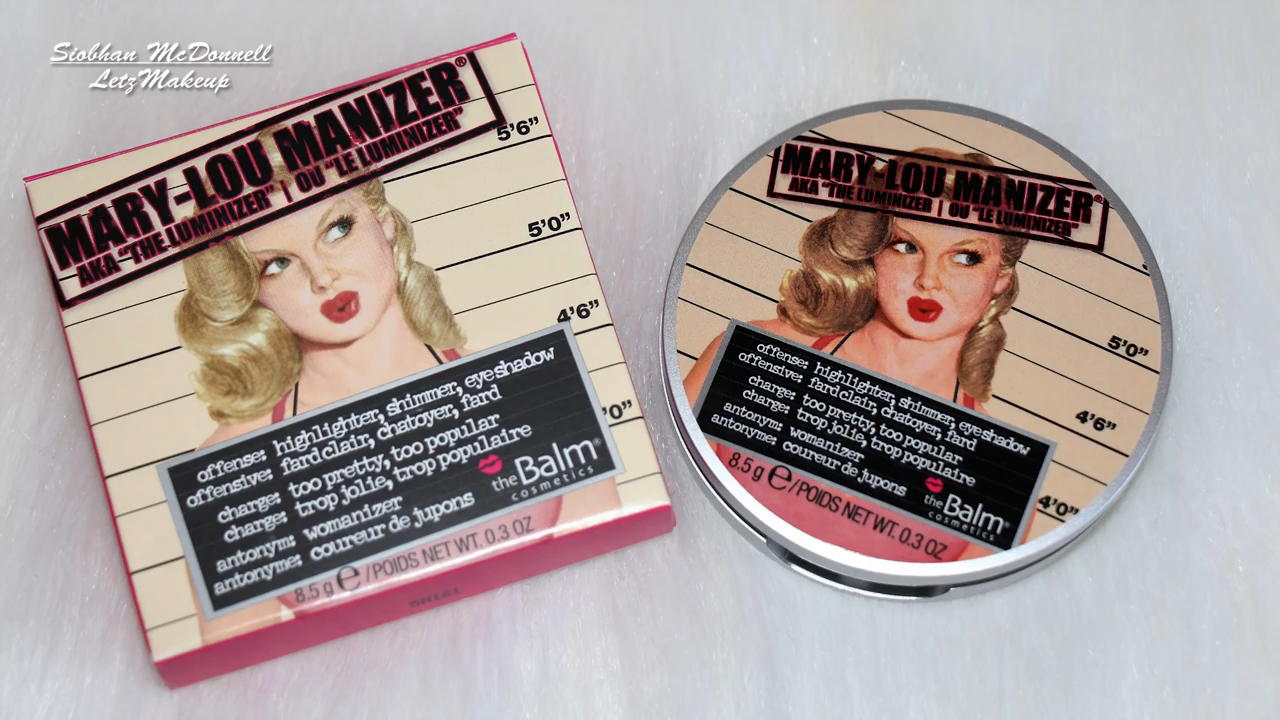 Siobhan McDonnell
LetzMakeup
MARY-LOU MANIZER®
AKA "THE LUMINIZER" | OU "LE LUMINIZER"
5'6"
5'0"
4'6"
'0"
offense: highlighter, shimmer, eyeshadow
offensive: fard clair, chatoyer, fard
charge: too pretty, too popular
charge: trop jolie, trop populaire
antonym: womanizer
antonyme: coureur de jupons
theBalm®
cosmetics
8.5 g ℮ / POIDS NET WT. 0.3 OZ
MARY-LOU MANIZER®
AKA "THE LUMINIZER | OU "LE LUMINIZER"
5'0"
4'6"
4'0"
offense: highlighter, shimmer, eyeshadow
offensive: fard clair, chatoyer, fard
charge: too pretty, too popular
charge: trop jolie, trop populaire
antonym: womanizer
antonyme: coureur de jupons
theBalm®
cosmetics
8.5 g ℮ / POIDS NET WT. 0.3 OZ